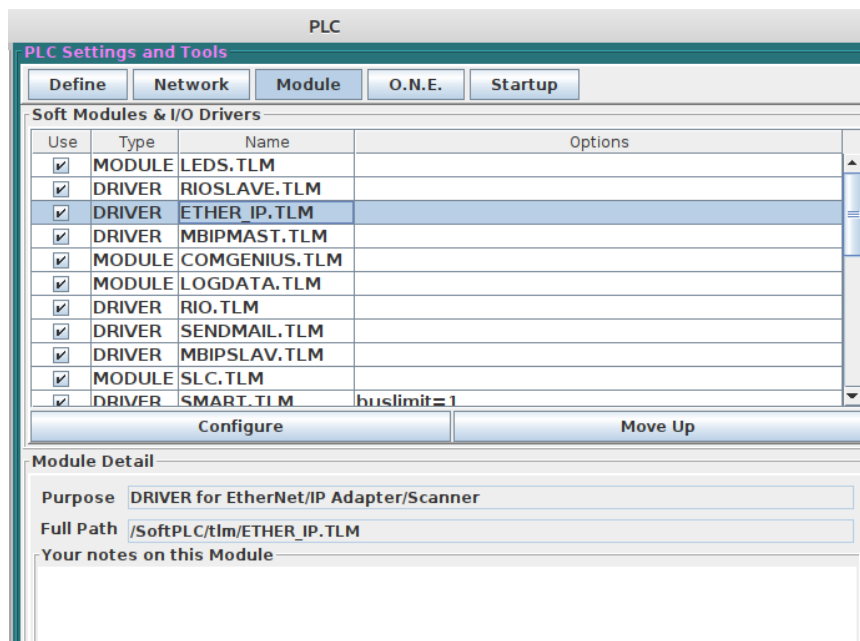 PLC
PLC Settings and Tools
Define Network Module O.N.E. Startup
Soft Modules & I/O Drivers
Use Type Name Options
MODULE LEDS.TLM
DRIVER RIOSLAVE.TLM
DRIVER ETHER_IP.TLM
DRIVER MBIPMAST.TLM
MODULE COMGENIUS.TLM
MODULE LOGDATA.TLM
DRIVER RIO.TLM
DRIVER SENDMAIL.TLM
DRIVER MBIPSLAV.TLM
MODULE SLC.TLM
DRIVER SMART.TLM buslimit=1
Configure Move Up
Module Detail
Purpose DRIVER for EtherNet/IP Adapter/Scanner
Full Path /SoftPLC/tlm/ETHER_IP.TLM
Your notes on this Module